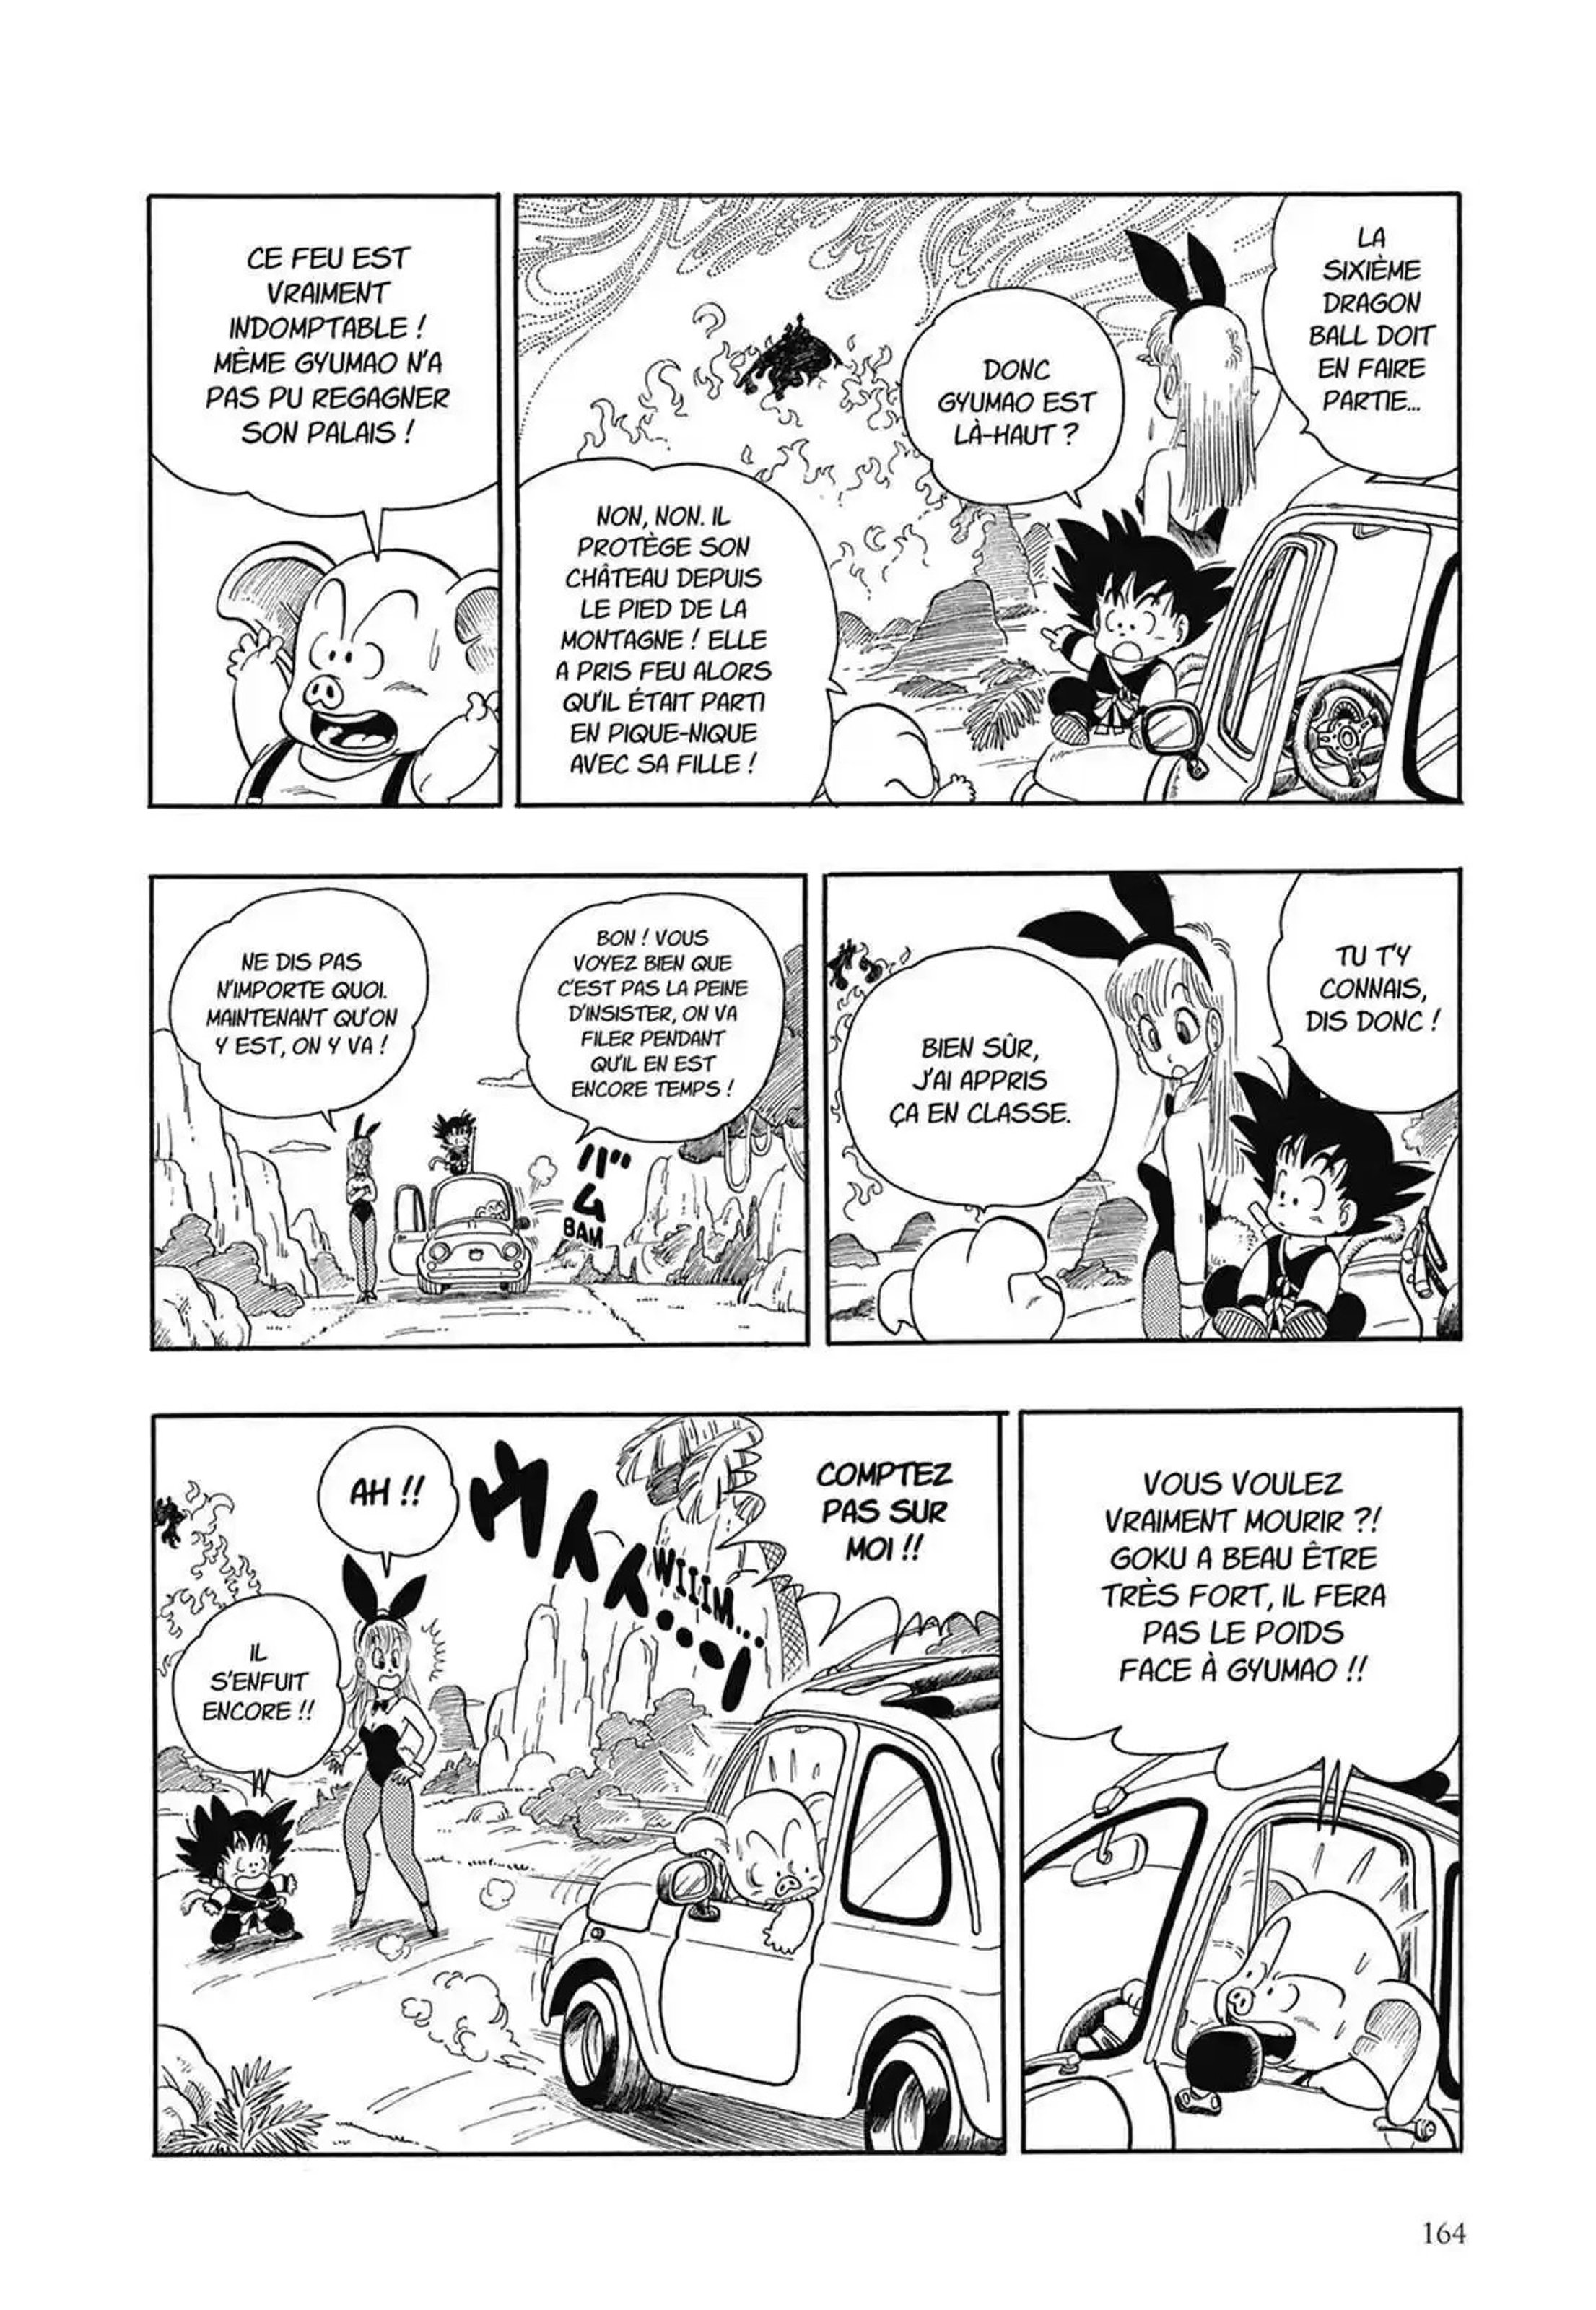 LA
SIXIÈME
DRAGON
BALL DOIT
EN FAIRE
PARTIE...
DONC
GYUMAO EST
LÀ-HAUT ?
NON, NON. IL
PROTÈGE SON
CHÂTEAU DEPUIS
LE PIED DE LA
MONTAGNE ! ELLE
A PRIS FEU ALORS
QU'IL ÉTAIT PARTI
EN PIQUE-NIQUE
AVEC SA FILLE !
CE FEU EST
VRAIMENT
INDOMPTABLE !
MÊME GYUMAO N'A
PAS PU REGAGNER
SON PALAIS !
TU T'Y
CONNAIS,
DIS DONC !
BIEN SÛR,
J'AI APPRIS
ÇA EN CLASSE.
BON ! VOUS
VOYEZ BIEN QUE
C'EST PAS LA PEINE
D'INSISTER, ON VA
FILER PENDANT
QU'IL EN EST
ENCORE TEMPS !
バム
BAM
NE DIS PAS
N'IMPORTE QUOI.
MAINTENANT QU'ON
Y EST, ON Y VA !
VOUS VOULEZ
VRAIMENT MOURIR ?!
GOKU A BEAU ÊTRE
TRÈS FORT, IL FERA
PAS LE POIDS
FACE À GYUMAO !!
COMPTEZ
PAS SUR
MOI !!
ウイイ...ン
WIIIM...
AH !!
IL
S'ENFUIT
ENCORE !!
164